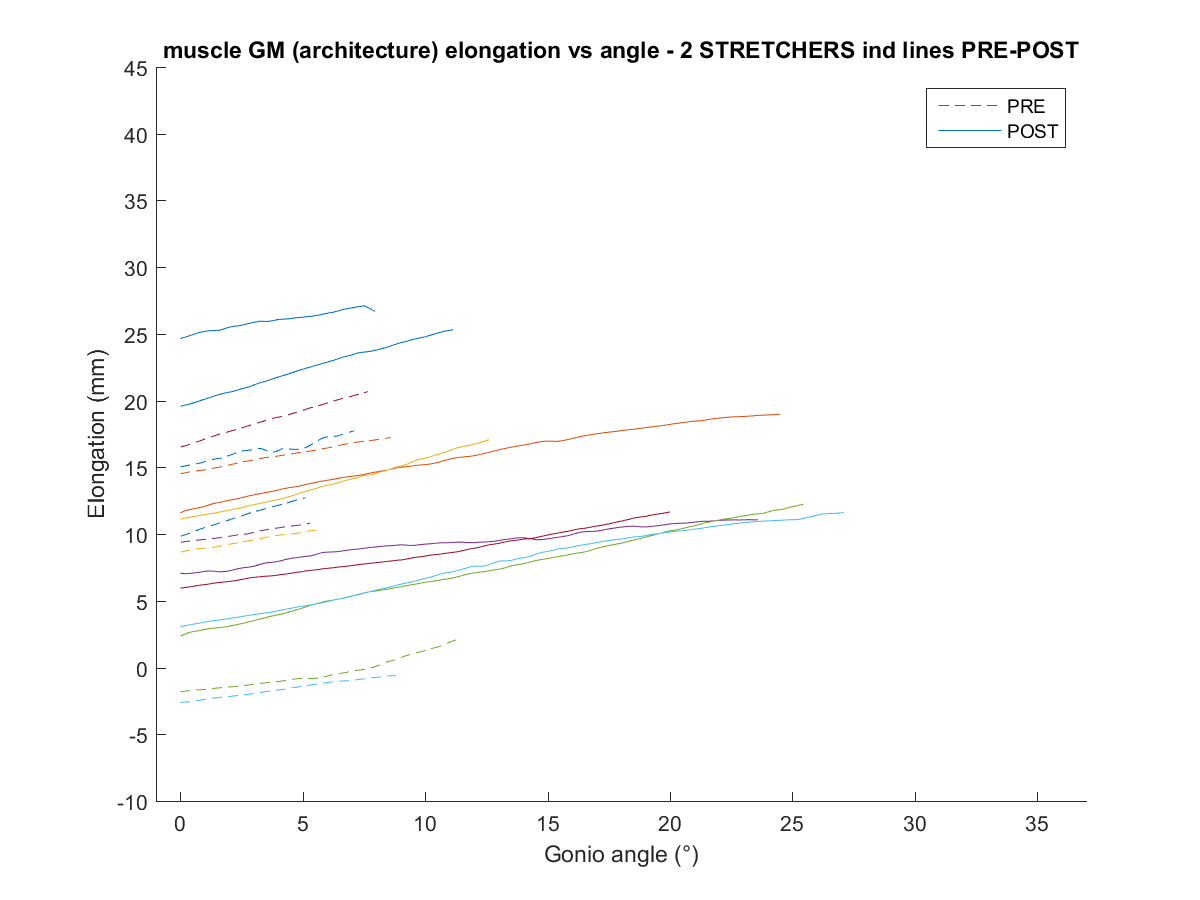 muscle GM (architecture) elongation vs angle - 2 STRETCHERS ind lines PRE-POST
PRE
POST
45
40
35
30
25
20
15
10
5
0
-5
-10
Elongation (mm)
0 5 10 15 20 25 30 35
Gonio angle (°)